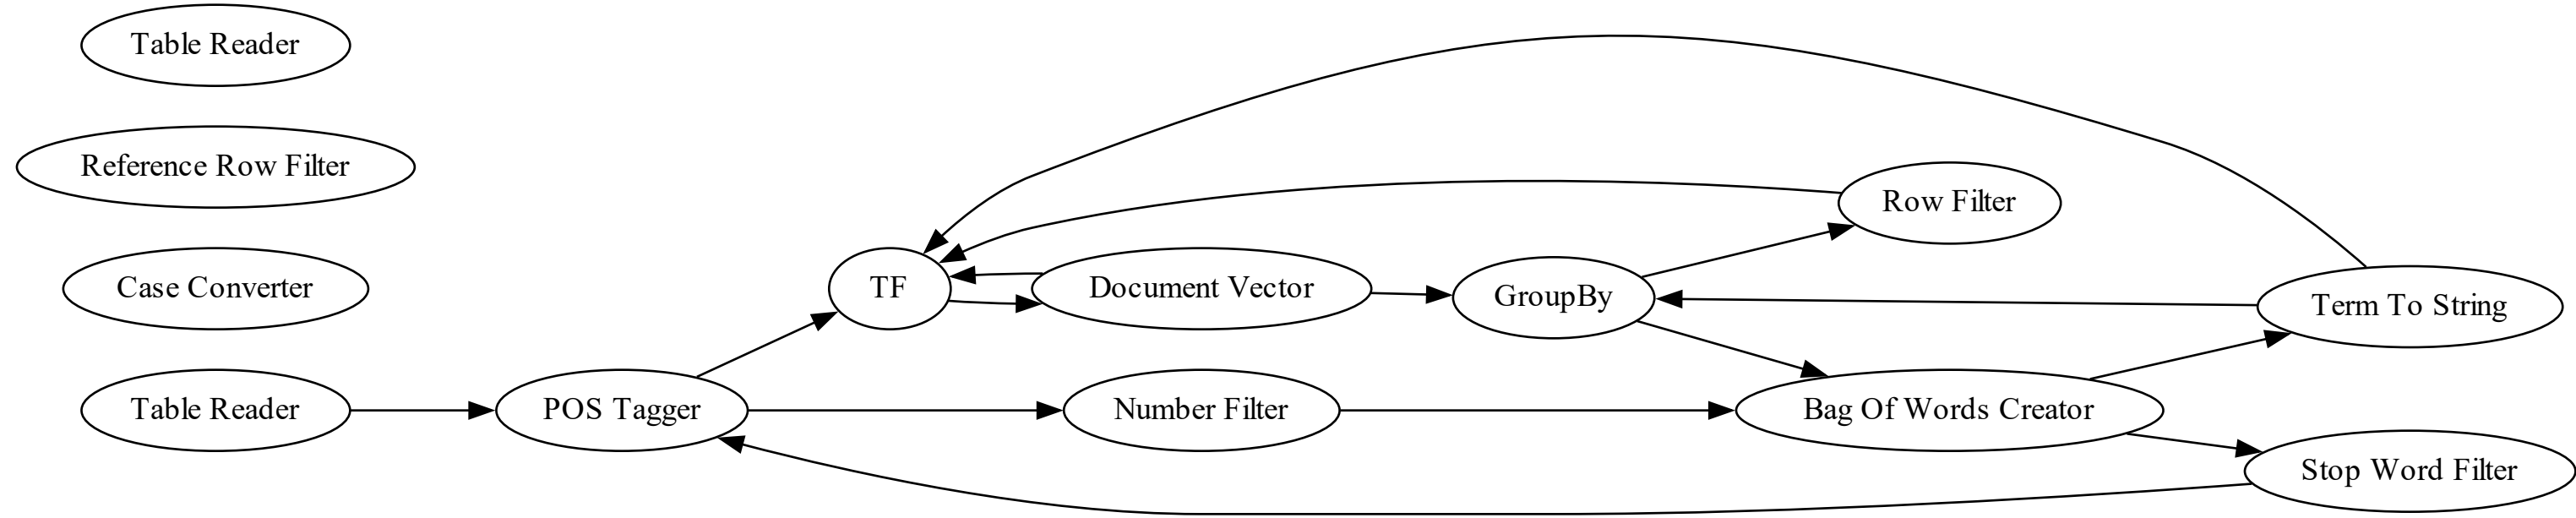 Table Reader
Reference Row Filter
Case Converter
Table Reader
POS Tagger
TF
Document Vector
Number Filter
GroupBy
Row Filter
Bag Of Words Creator
Term To String
Stop Word Filter